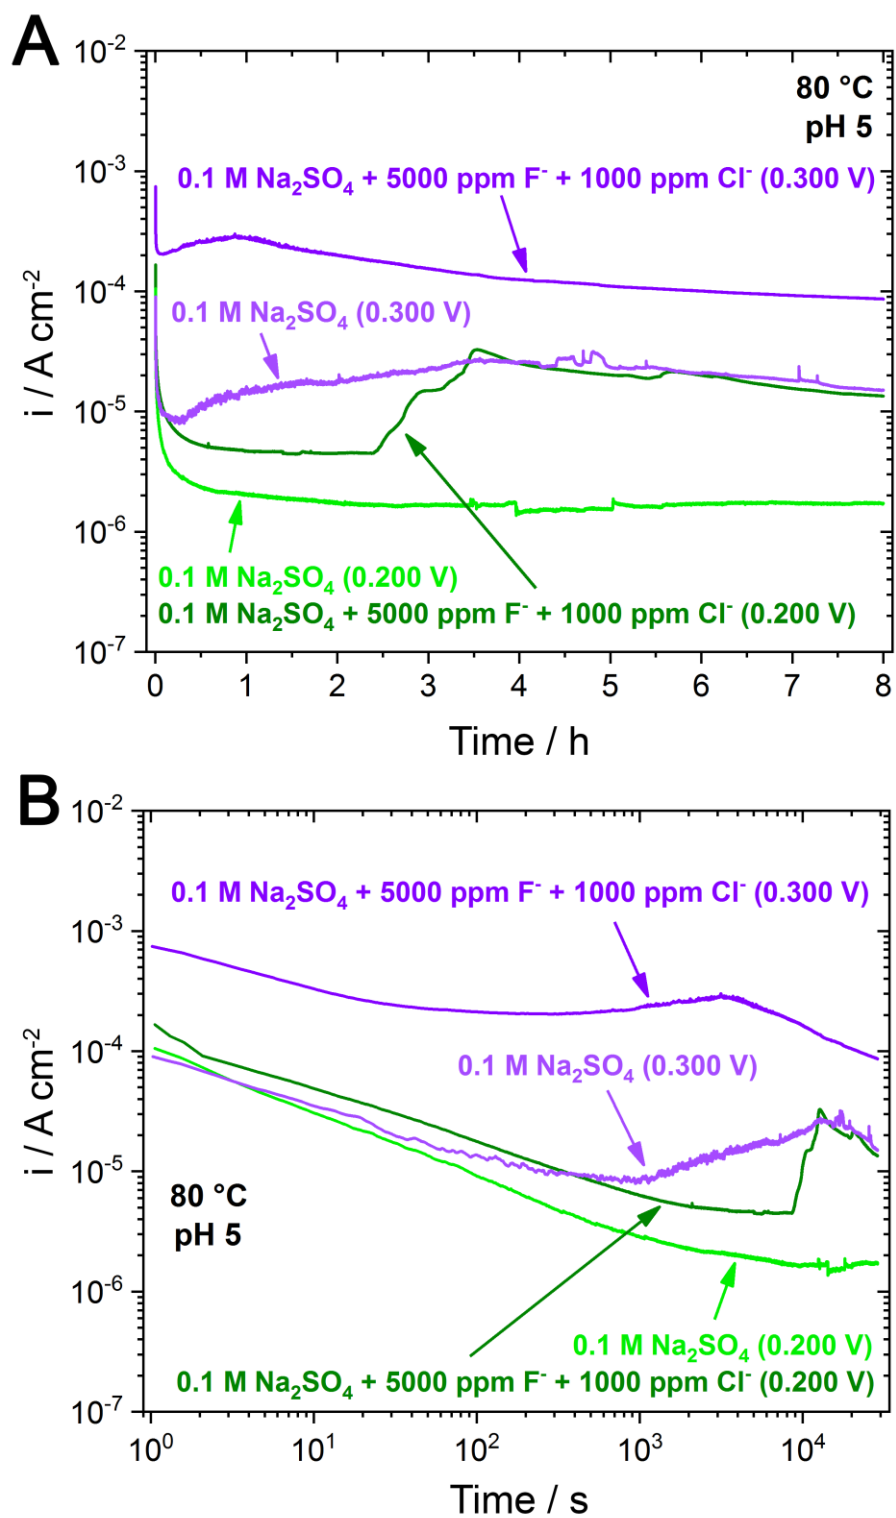 A
80 °C
pH 5
0.1 M Na₂SO₄ + 5000 ppm F⁻ + 1000 ppm Cl⁻ (0.300 V)
0.1 M Na₂SO₄ (0.300 V)
0.1 M Na₂SO₄ (0.200 V)
0.1 M Na₂SO₄ + 5000 ppm F⁻ + 1000 ppm Cl⁻ (0.200 V)
10⁻²
10⁻³
10⁻⁴
10⁻⁵
10⁻⁶
10⁻⁷
i / A cm⁻²
0 1 2 3 4 5 6 7 8
Time / h
B
0.1 M Na₂SO₄ + 5000 ppm F⁻ + 1000 ppm Cl⁻ (0.300 V)
0.1 M Na₂SO₄ (0.300 V)
80 °C
pH 5
0.1 M Na₂SO₄ (0.200 V)
0.1 M Na₂SO₄ + 5000 ppm F⁻ + 1000 ppm Cl⁻ (0.200 V)
10⁻²
10⁻³
10⁻⁴
10⁻⁵
10⁻⁶
10⁻⁷
i / A cm⁻²
10⁰ 10¹ 10² 10³ 10⁴
Time / s